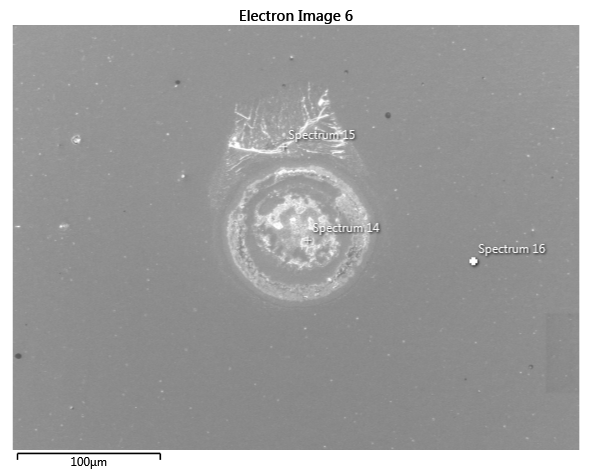 Electron Image 6
Spectrum 15
Spectrum 14
Spectrum 16
100µm